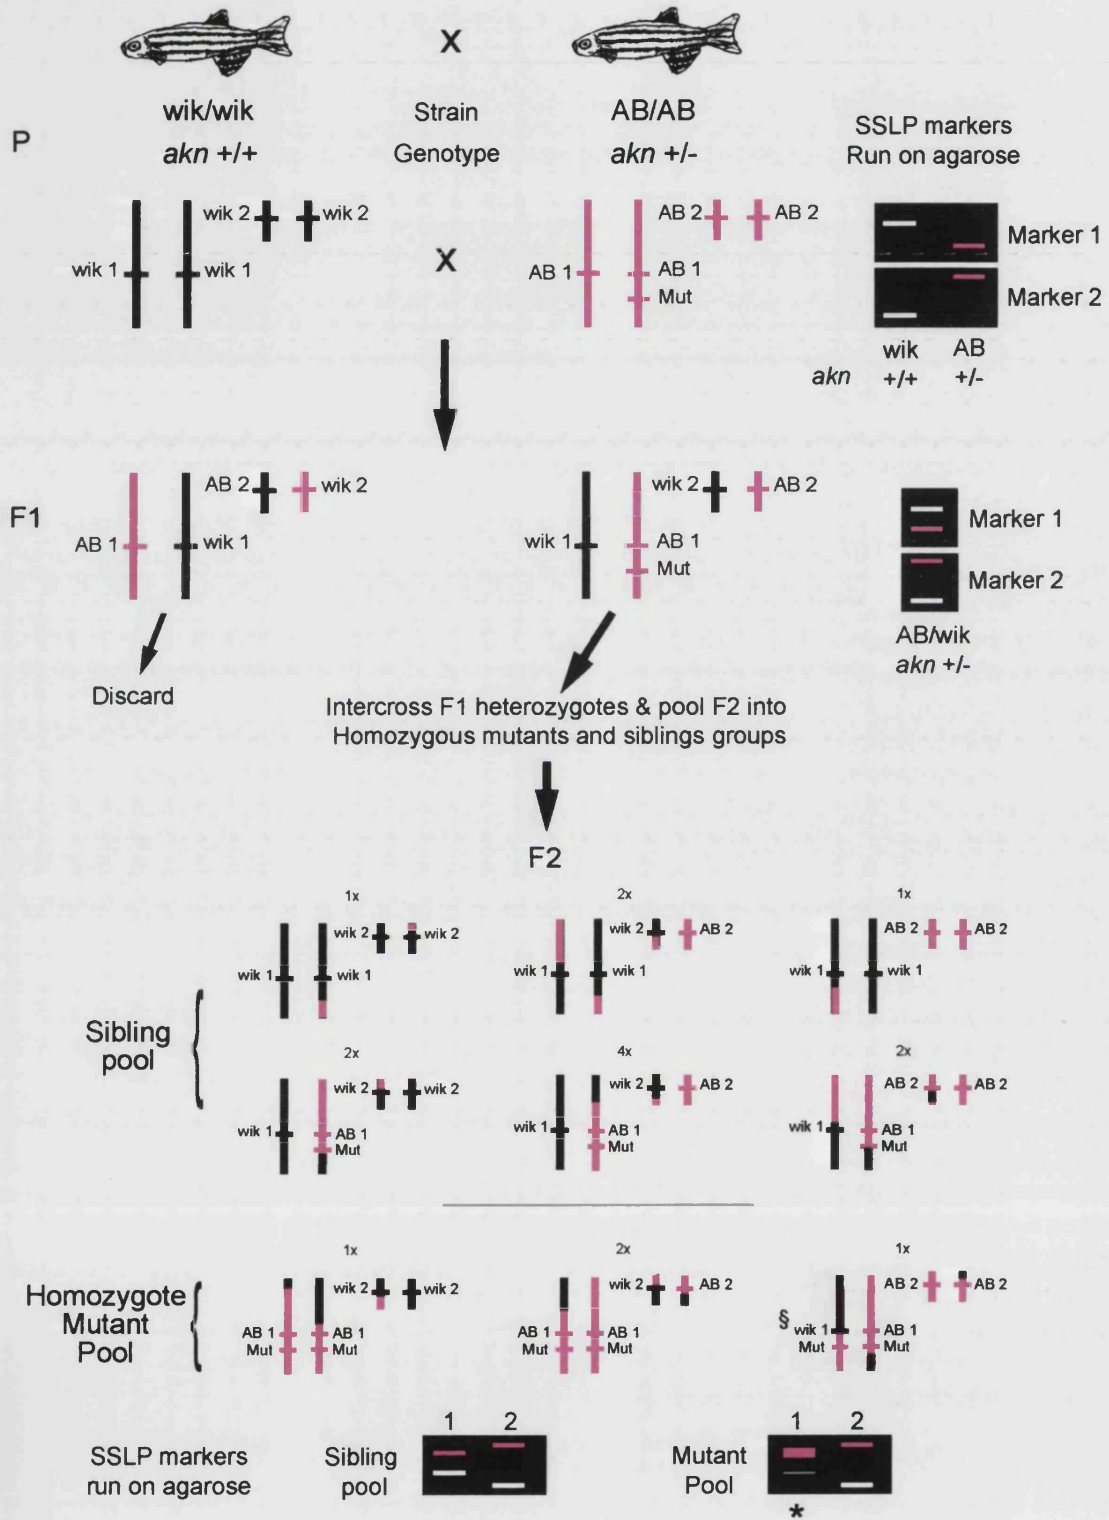 X
wik/wik Strain AB/AB
P
akn +/+ Genotype akn +/-
SSLP markers
Run on agarose
wik 2 wik 2 AB 2 AB 2
wik 1 wik 1 X AB 1 AB 1
Mut
Marker 1
Marker 2
wik AB
akn +/+ +/-
F1
AB 2 wik 2 wik 2 AB 2
AB 1 wik 1 wik 1 AB 1
Mut
Marker 1
Marker 2
AB/wik
akn +/-
Discard
Intercross F1 heterozygotes & pool F2 into
Homozygous mutants and siblings groups
F2
1x 2x 1x
wik 2 wik 2 wik 2 AB 2 AB 2 AB 2
wik 1 wik 1 wik 1 wik 1 wik 1 wik 1
Sibling
pool
2x 4x 2x
wik 2 wik 2 wik 2 AB 2 AB 2 AB 2
wik 1 AB 1 wik 1 AB 1 wik 1 AB 1
Mut Mut Mut
1x 2x 1x
Homozygote
Mutant
Pool
wik 2 wik 2 wik 2 AB 2 AB 2 AB 2
AB 1 AB 1 AB 1 AB 1 § wik 1 AB 1
Mut Mut Mut Mut Mut Mut
1 2 1 2
SSLP markers
run on agarose
Sibling
pool
Mutant
Pool
*